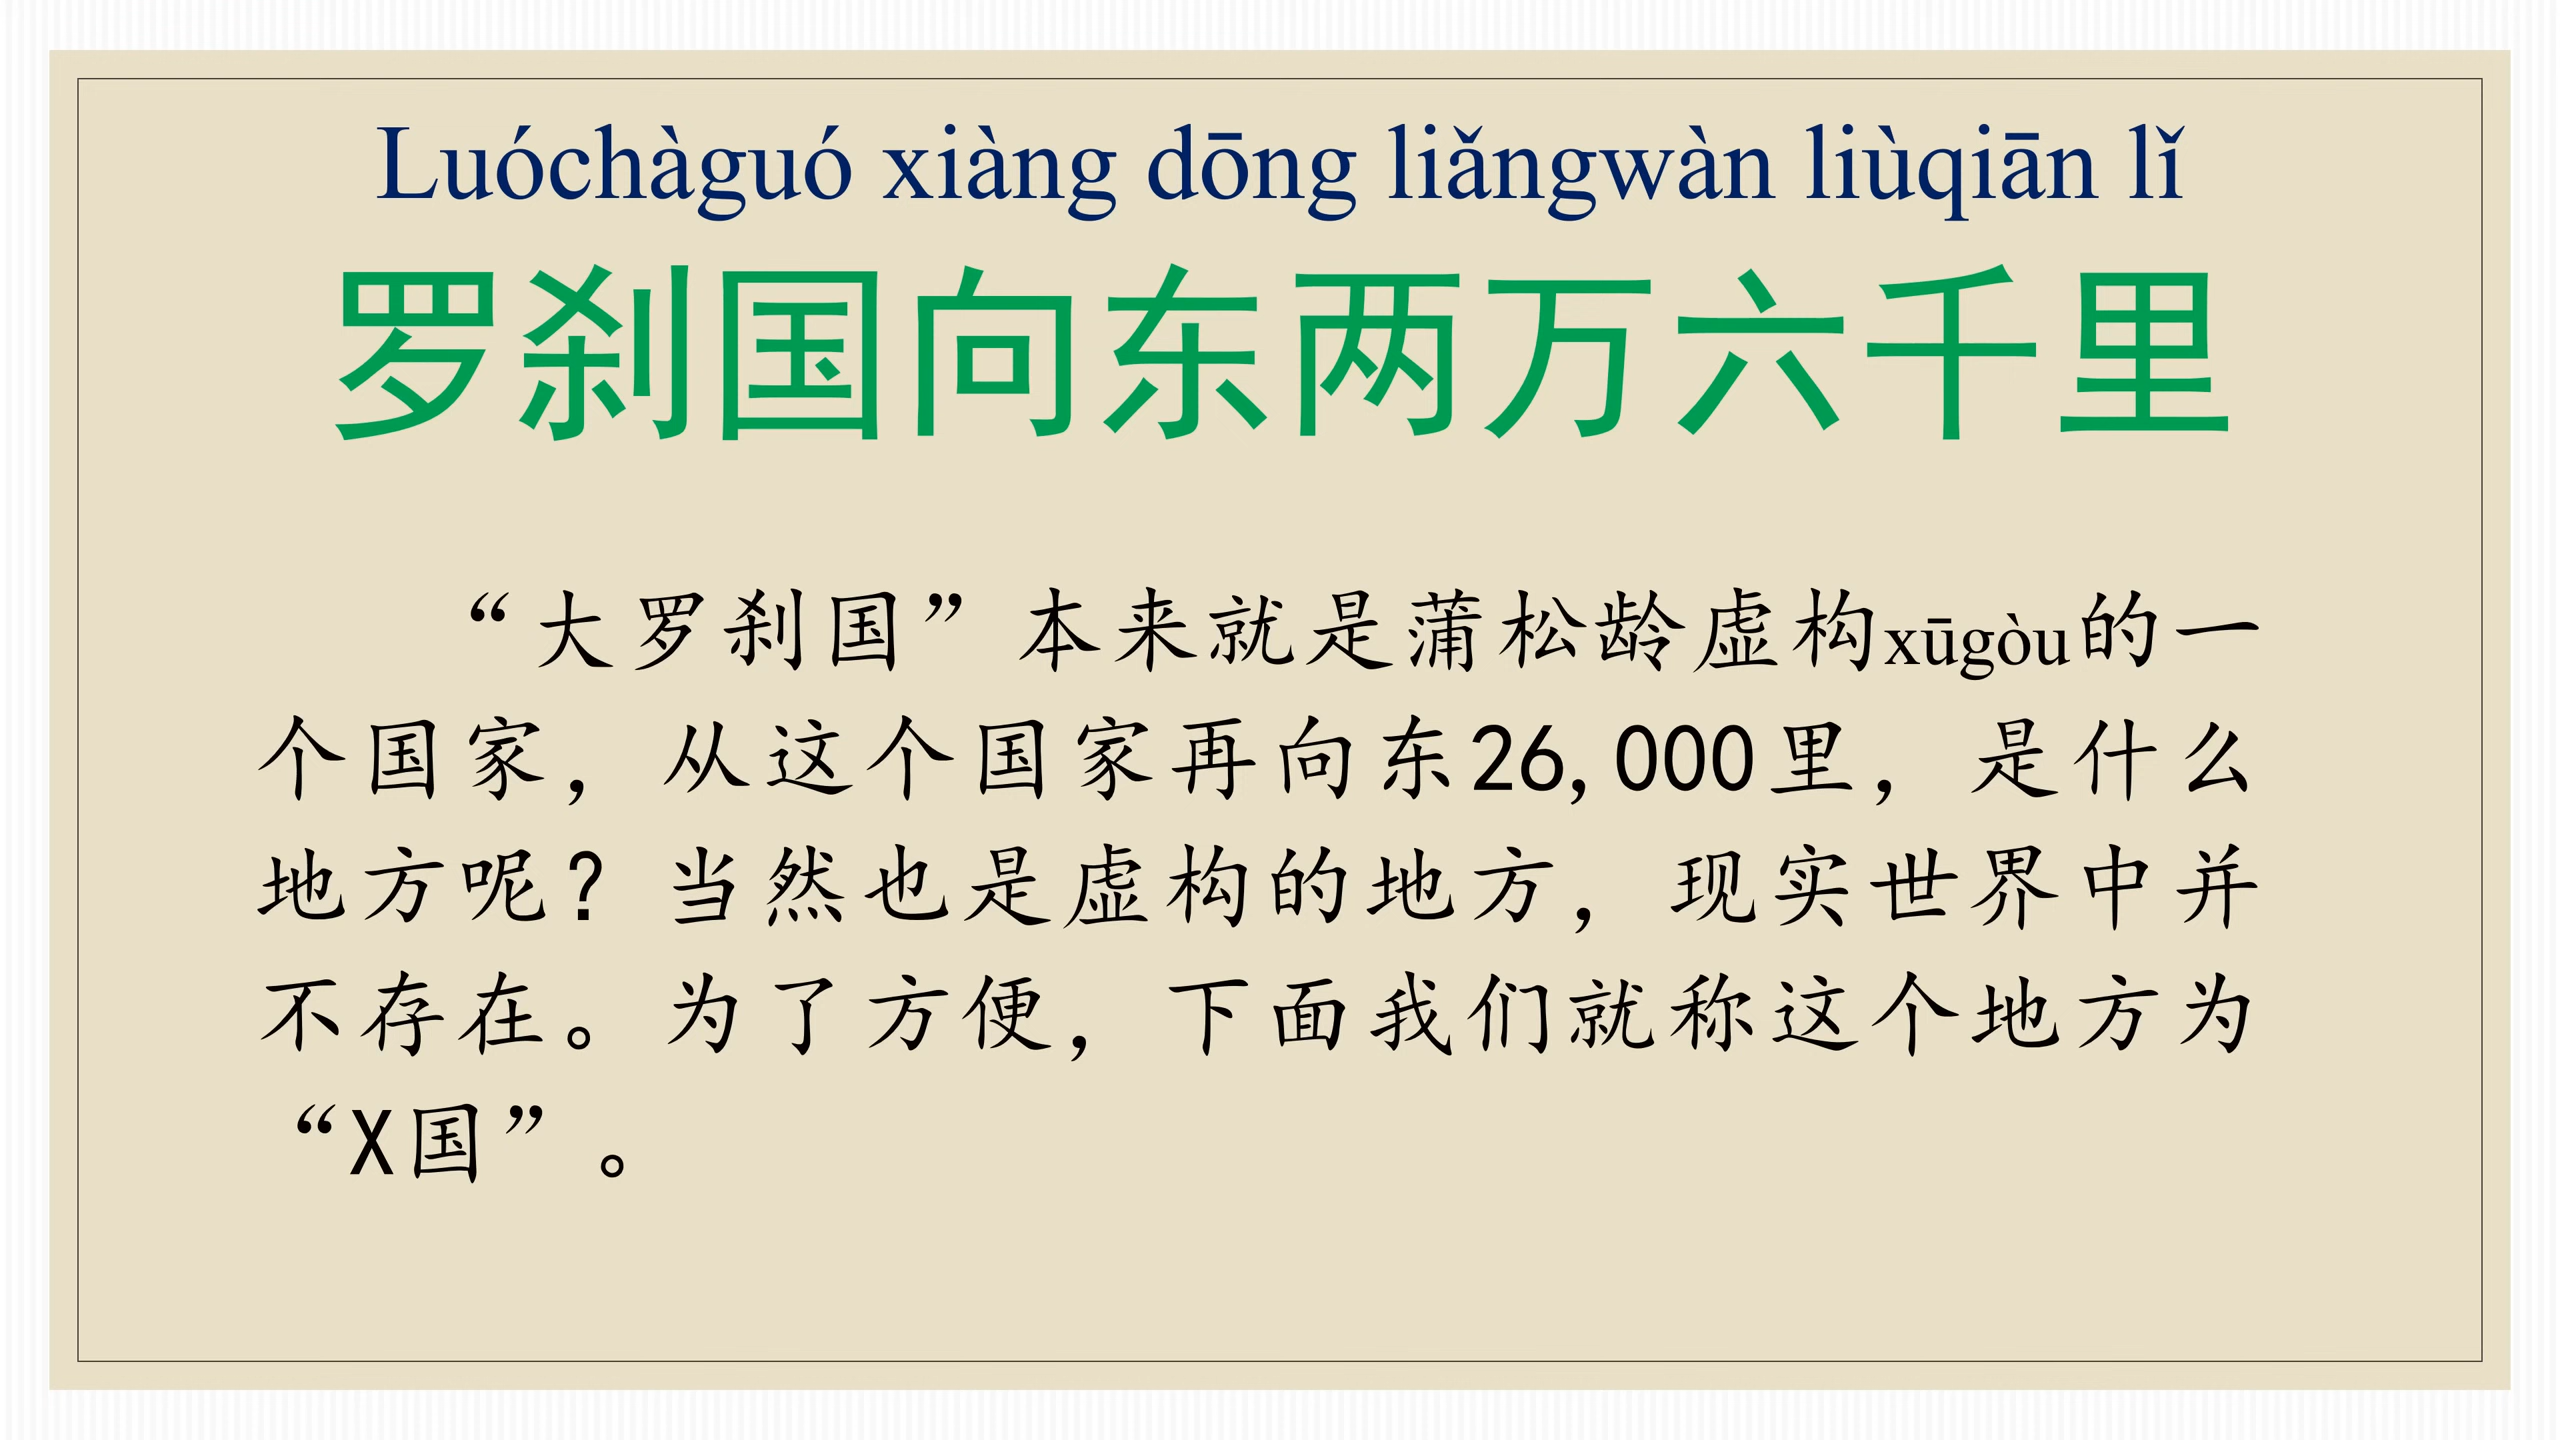 Luóchàguó xiàng dōng liǎngwàn liùqiān lǐ
罗刹国向东两万六千里
“大罗刹国”本来就是蒲松龄虚构xūgòu的一
个国家，从这个国家再向东26,000里，是什么
地方呢？当然也是虚构的地方，现实世界中并
不存在。为了方便，下面我们就称这个地方为
“X国”。